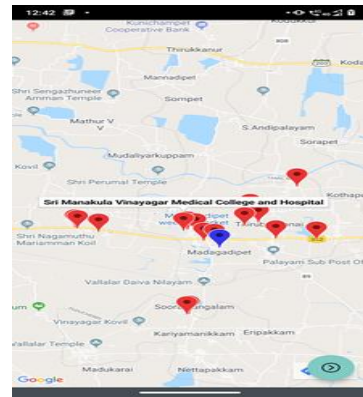 12:42
Kunichampet
Cooperative Bank
Thirukkanur
Mannadipet
Shri Sengazhuneer
Amman Temple
Sompet
Mathur V
V
S.Andipalayam
Sorapet
Mudaliyarkuppam
Kovil
Shri Perumal Temple
Sri Manakula Vinayagar Medical College and Hospital
Shri Nagamuthu
Mariamman Koil
Madagadipet
Palayam Sub Post Of
Vallalar Daiva Nilayam
Vinayagar Kovil
Kariyamanikkam
Eripakkam
Vallalar Temple
Madukarai
Nettapakkam
Google